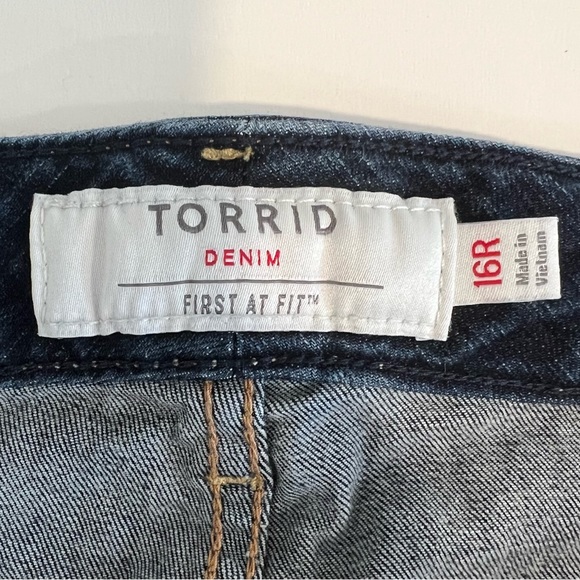 TORRID
DENIM
FIRST AT FIT™
16R
Made in
Vietnam